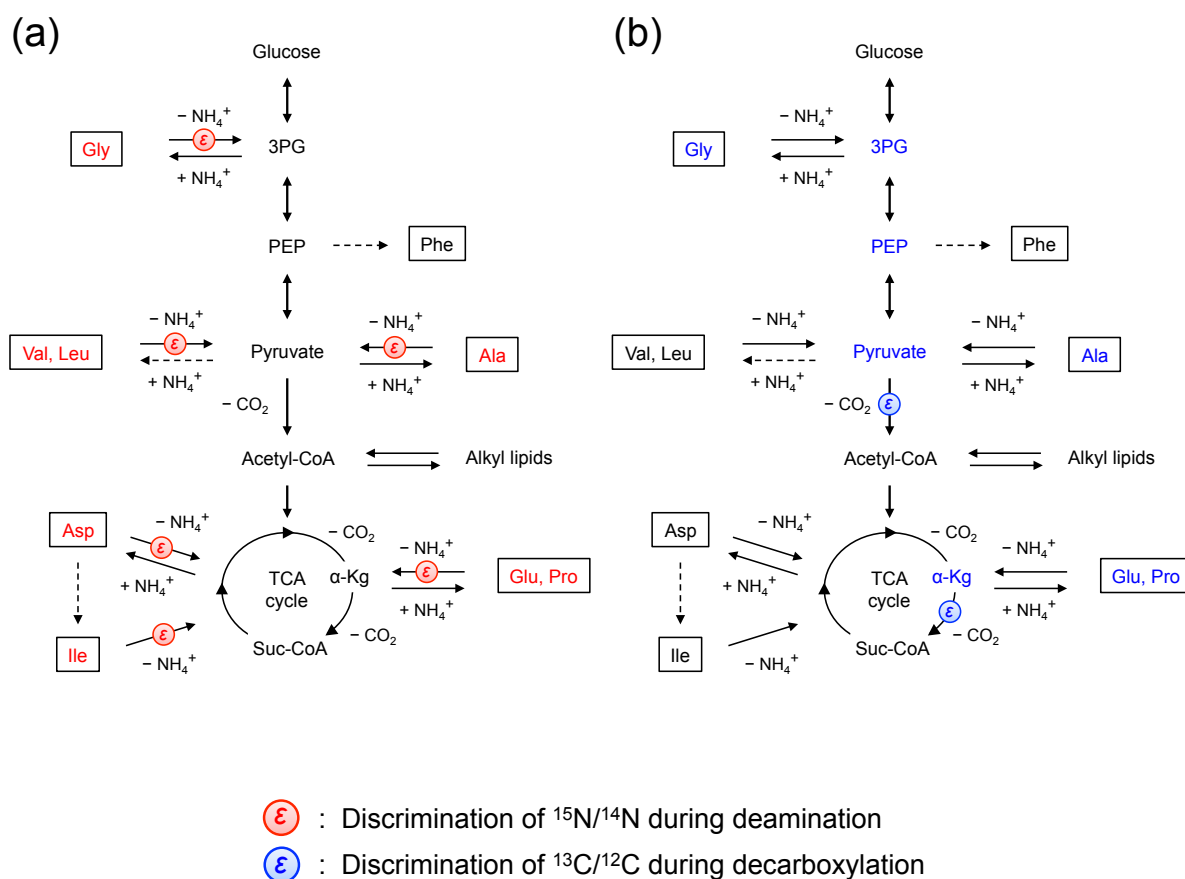 (a)
Glucose
− NH₄⁺
ε
Gly
3PG
+ NH₄⁺
PEP
Phe
− NH₄⁺
− NH₄⁺
ε
ε
Val, Leu
Pyruvate
Ala
+ NH₄⁺
+ NH₄⁺
− CO₂
Acetyl-CoA
Alkyl lipids
Asp
− NH₄⁺
ε
− CO₂
− NH₄⁺
ε
+ NH₄⁺
TCA
cycle
α-Kg
Glu, Pro
+ NH₄⁺
Ile
ε
− NH₄⁺
Suc-CoA
− CO₂
(b)
Glucose
− NH₄⁺
Gly
3PG
+ NH₄⁺
PEP
Phe
− NH₄⁺
− NH₄⁺
Val, Leu
Pyruvate
Ala
+ NH₄⁺
+ NH₄⁺
− CO₂
ε
Acetyl-CoA
Alkyl lipids
Asp
− NH₄⁺
− CO₂
− NH₄⁺
+ NH₄⁺
TCA
cycle
α-Kg
Glu, Pro
ε
+ NH₄⁺
Ile
− NH₄⁺
Suc-CoA
− CO₂
ε : Discrimination of ¹⁵N/¹⁴N during deamination
ε : Discrimination of ¹³C/¹²C during decarboxylation